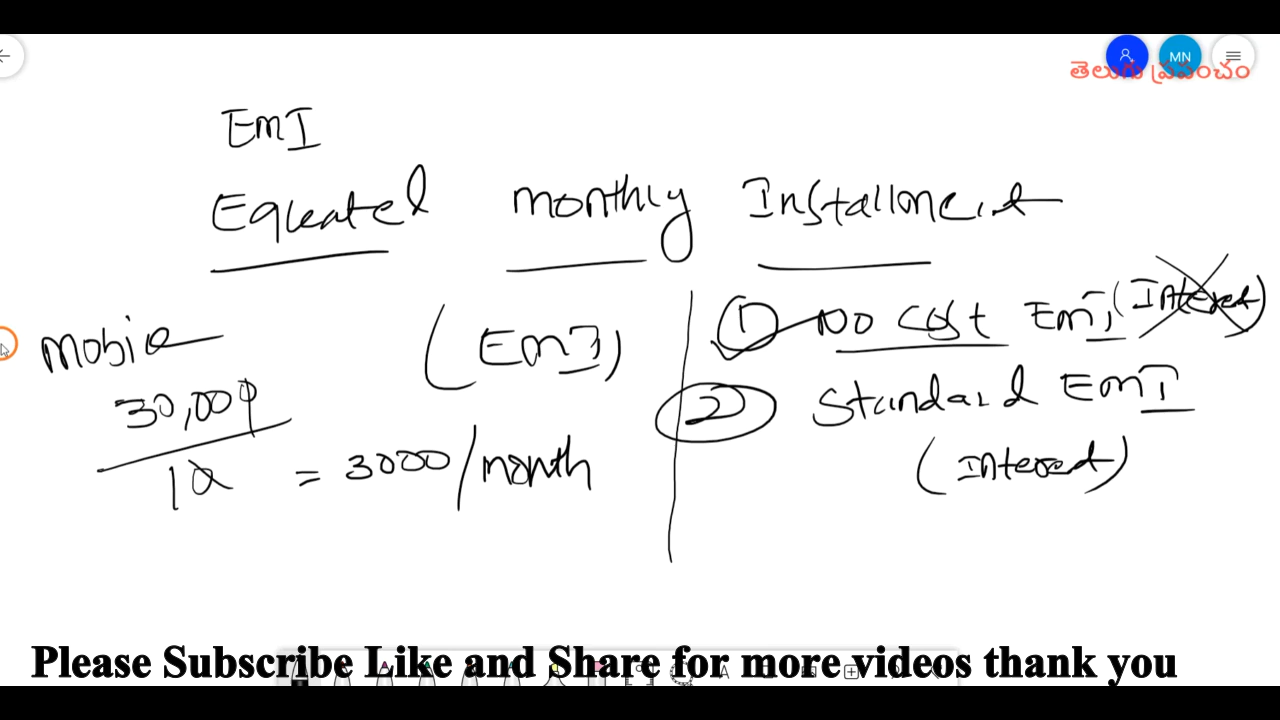 MN
తెలుగు ప్రపంచం
EMI
Equated monthly Installment
mobile
30,000
10 = 3000/month
(EMI)
① No cost EMI (Interest)
② Standard EMI
(Interest)
Please Subscribe Like and Share for more videos thank you